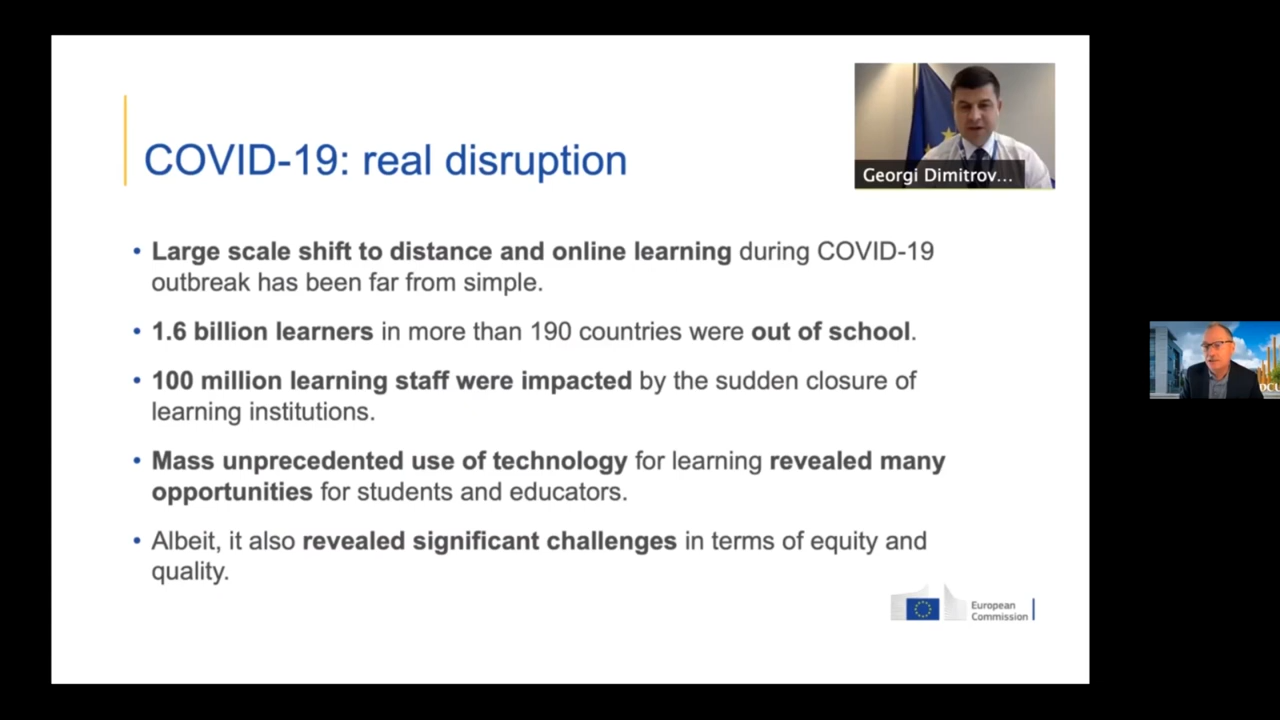 COVID-19: real disruption
Georgi Dimitrov...
• Large scale shift to distance and online learning during COVID-19
outbreak has been far from simple.
• 1.6 billion learners in more than 190 countries were out of school.
• 100 million learning staff were impacted by the sudden closure of
learning institutions.
• Mass unprecedented use of technology for learning revealed many
opportunities for students and educators.
• Albeit, it also revealed significant challenges in terms of equity and
quality.
European
Commission
DCU